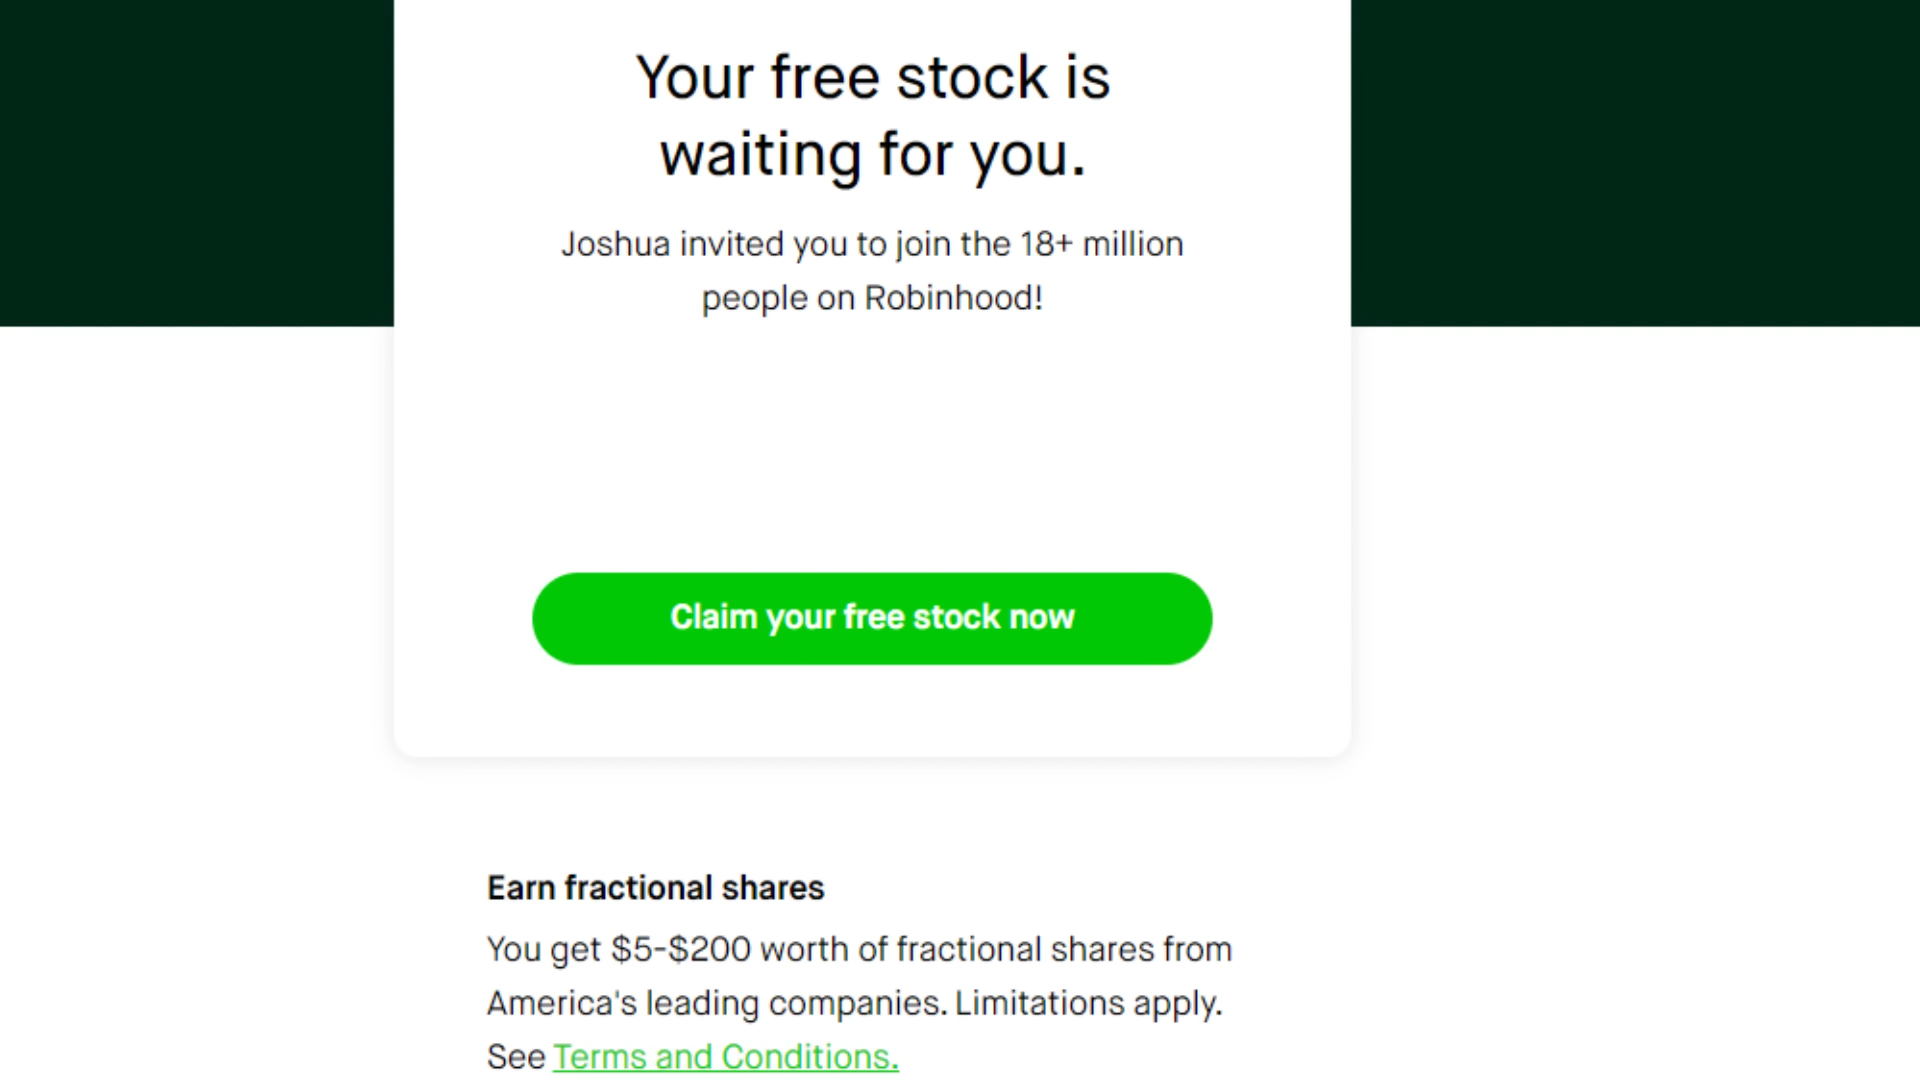 Your free stock is
waiting for you.
Joshua invited you to join the 18+ million
people on Robinhood!
Claim your free stock now
Earn fractional shares
You get $5-$200 worth of fractional shares from
America's leading companies. Limitations apply.
See Terms and Conditions.